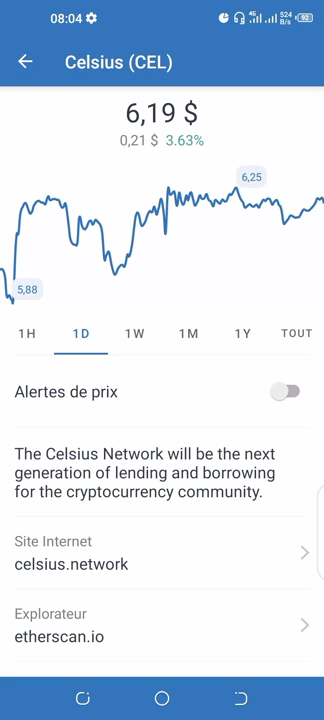 08:04 4G 524 B/s 92
Celsius (CEL)
6,19 $
0,21 $ 3.63%
6,25
5,88
1H 1D 1W 1M 1Y TOUT
Alertes de prix
The Celsius Network will be the next
generation of lending and borrowing
for the cryptocurrency community.
Site Internet
celsius.network
Explorateur
etherscan.io